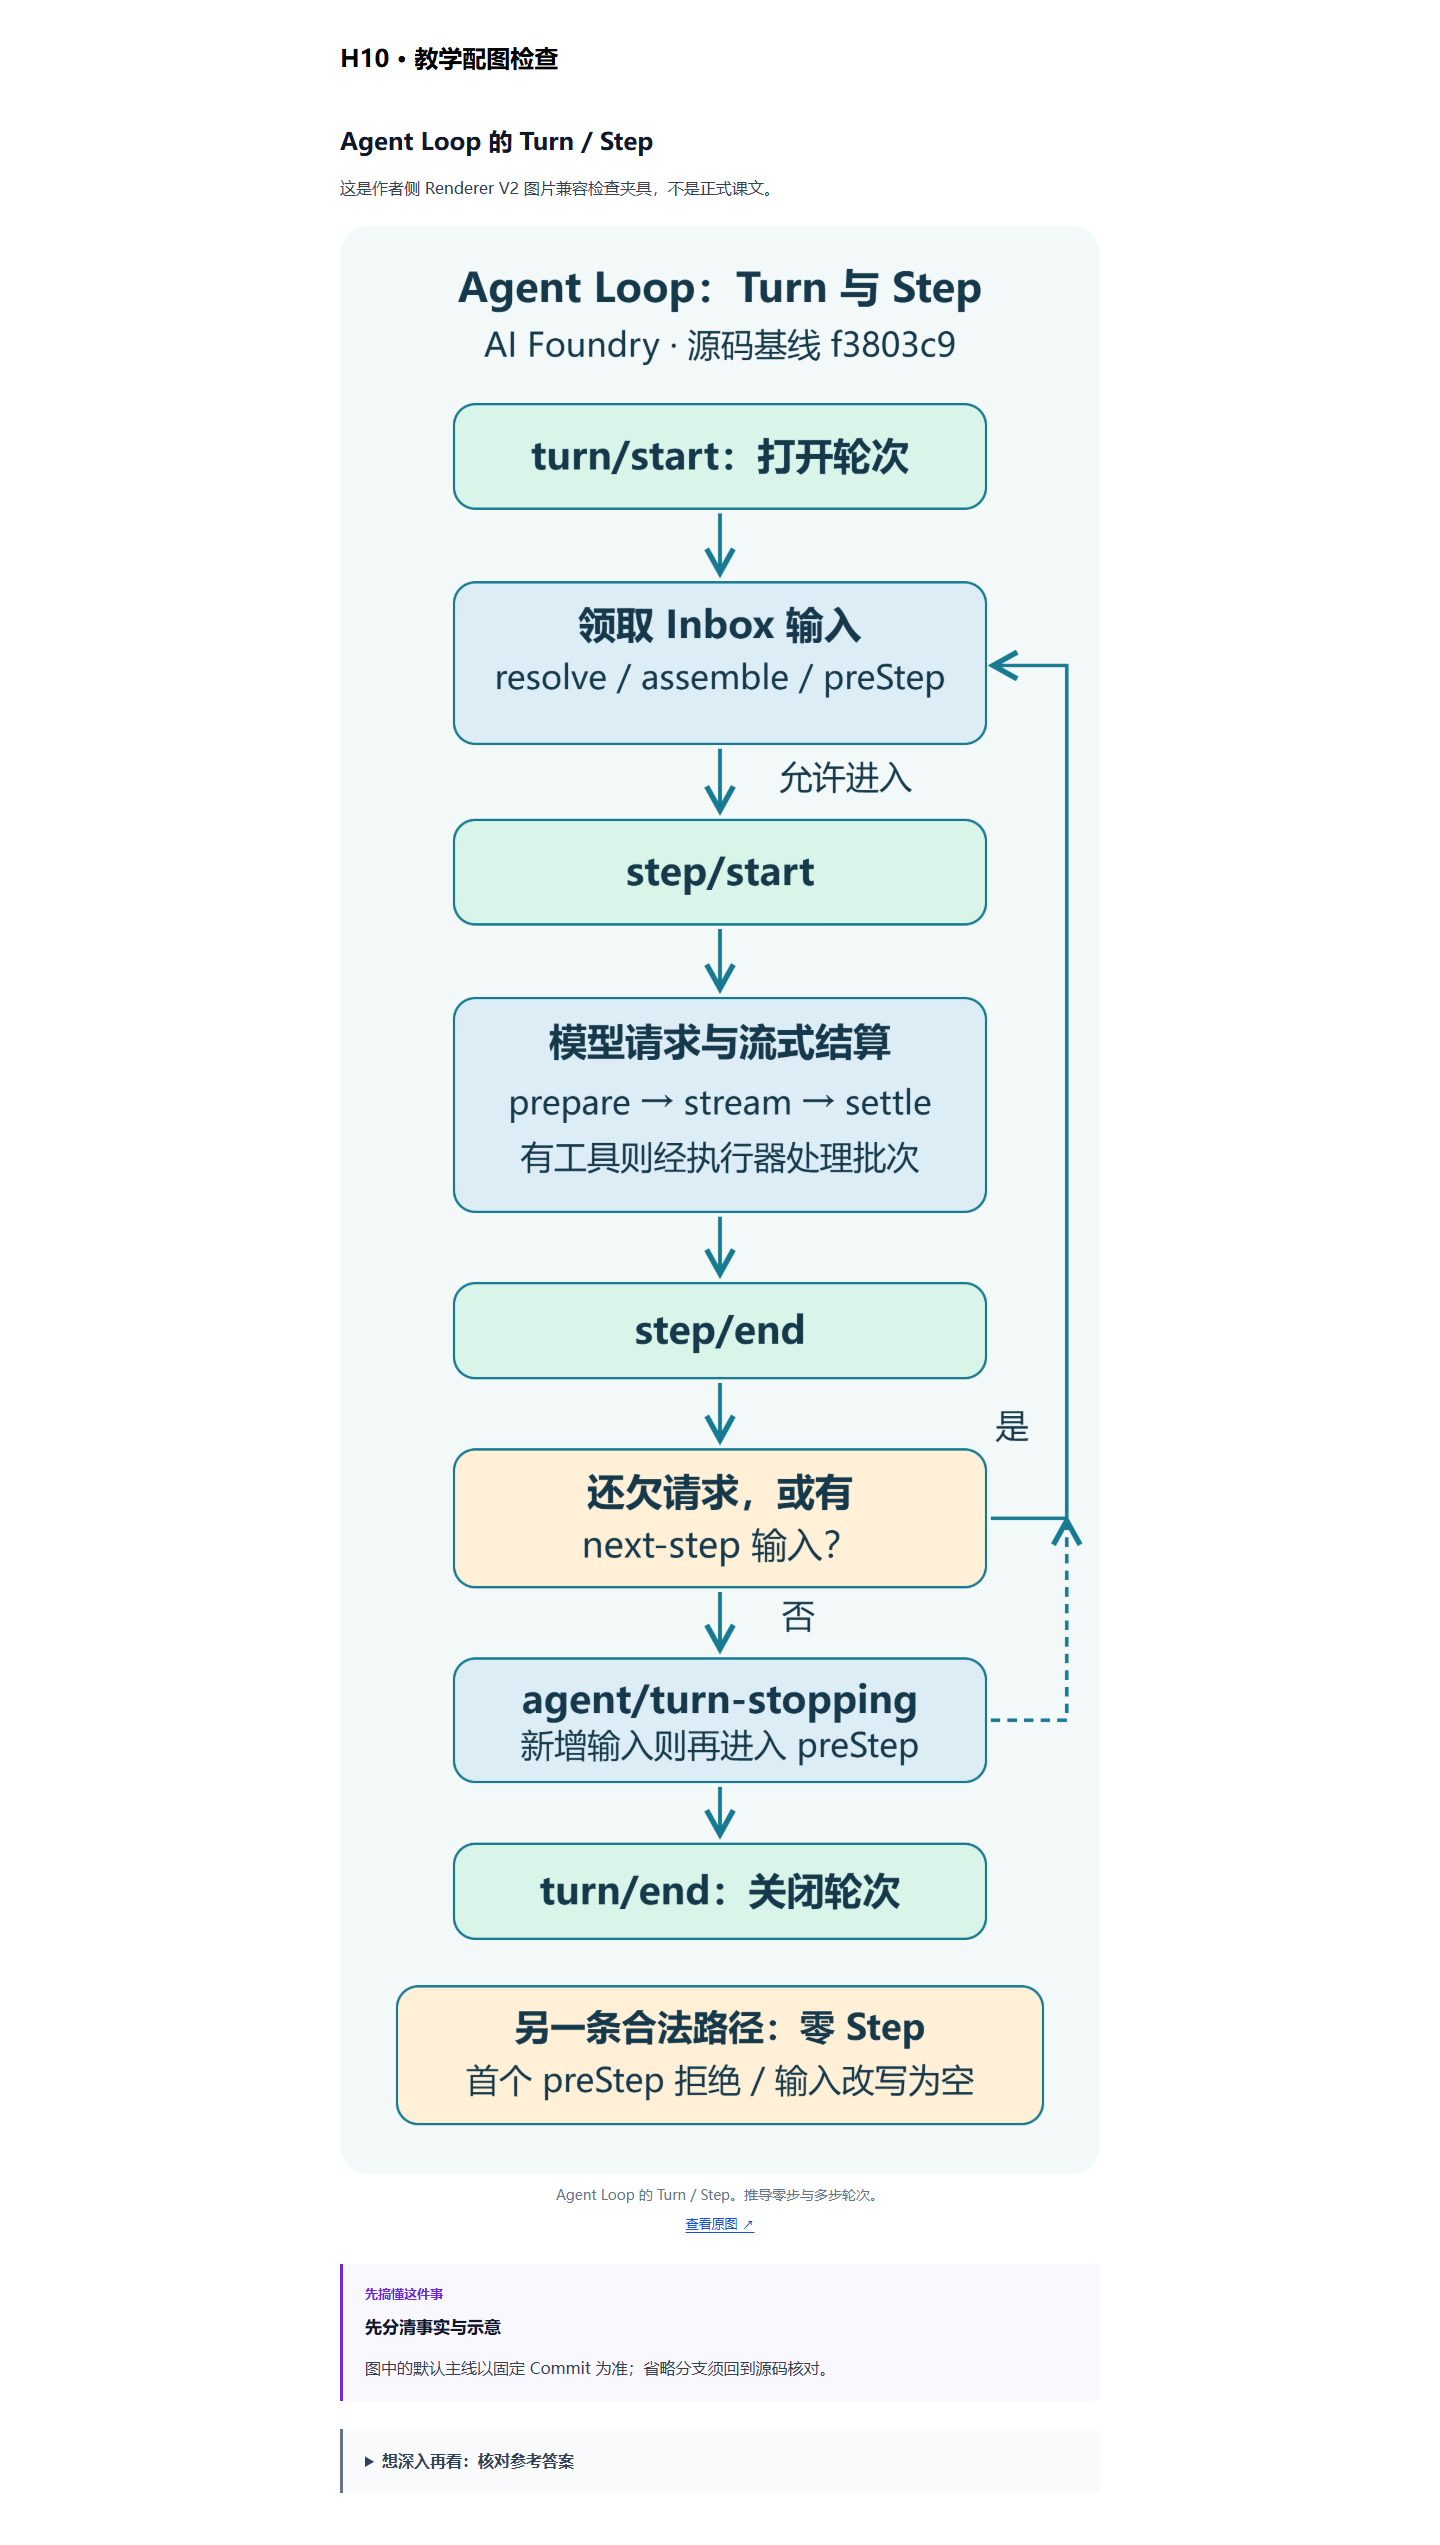 H10 · 教学配图检查
Agent Loop 的 Turn / Step
这是作者侧 Renderer V2 图片兼容检查夹具，不是正式课文。
Agent Loop：Turn 与 Step
AI Foundry · 源码基线 f3803c9
turn/start：打开轮次
领取 Inbox 输入
resolve / assemble / preStep
允许进入
step/start
模型请求与流式结算
prepare → stream → settle
有工具则经执行器处理批次
step/end
是
还欠请求，或有
next-step 输入？
否
agent/turn-stopping
新增输入则再进入 preStep
turn/end：关闭轮次
另一条合法路径：零 Step
首个 preStep 拒绝 / 输入改写为空
Agent Loop 的 Turn / Step。推导零步与多步轮次。
查看原图 ↗
先搞懂这件事
先分清事实与示意
图中的默认主线以固定 Commit 为准；省略分支须回到源码核对。
▶ 想深入再看：核对参考答案